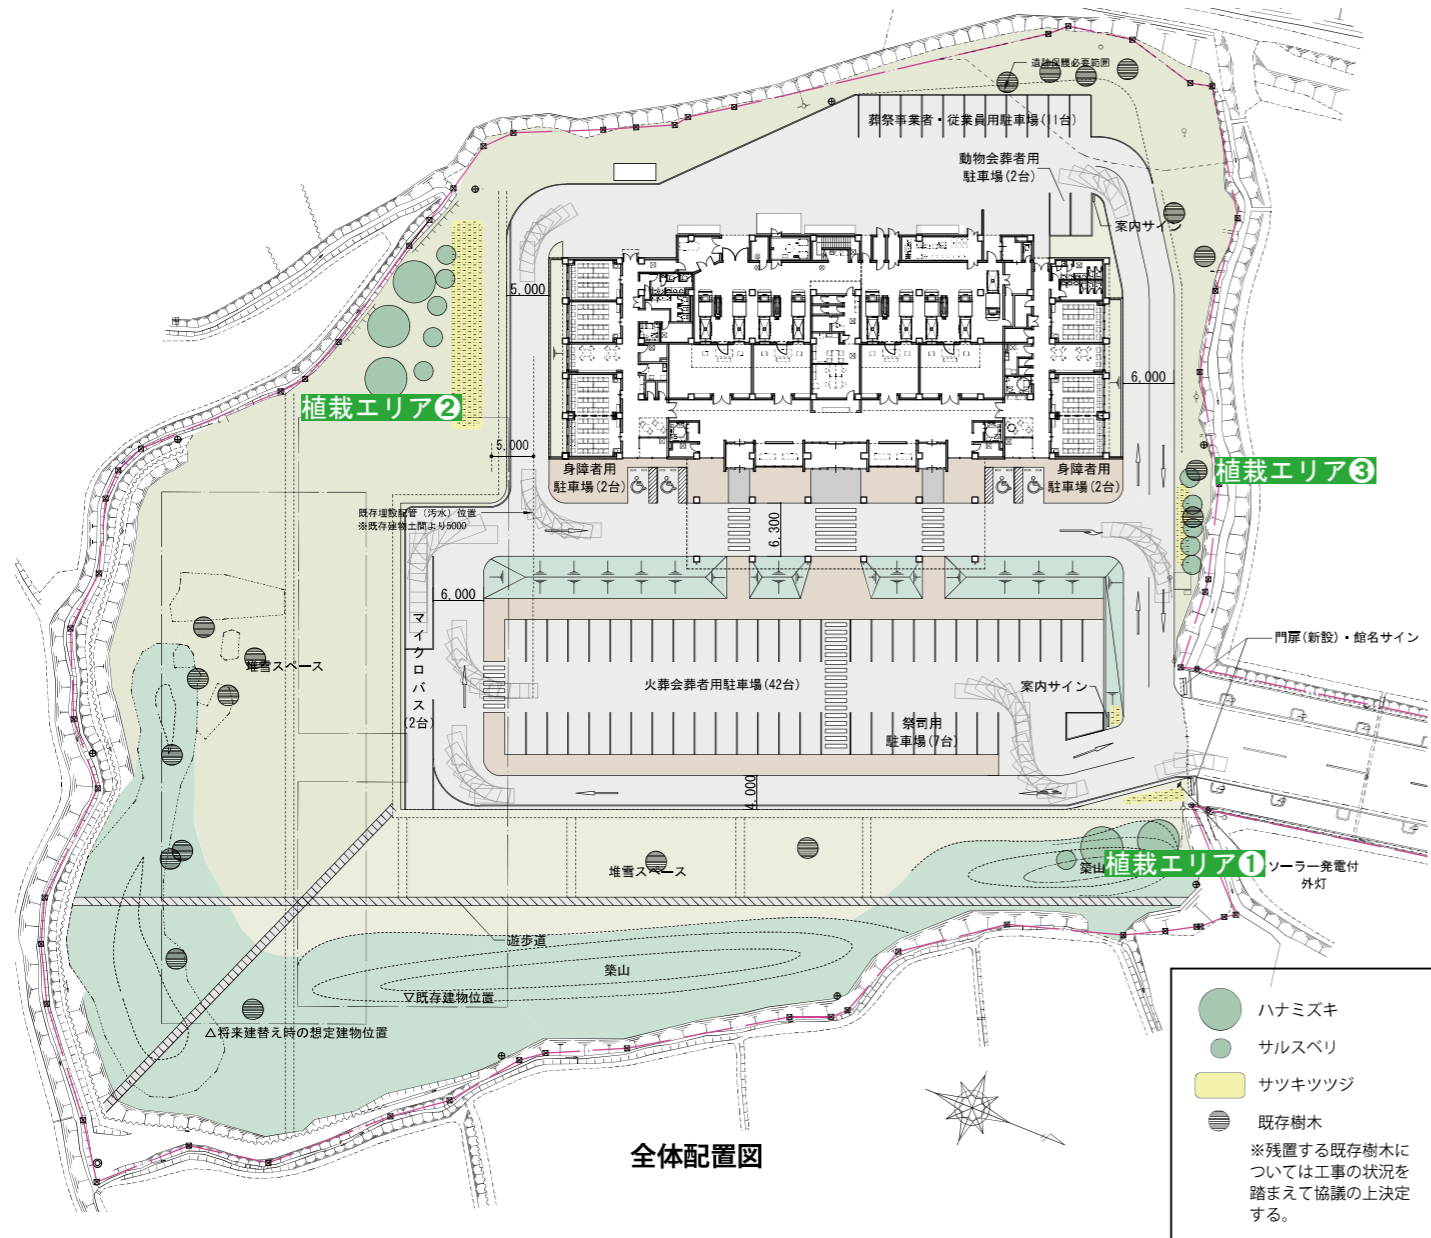 遺跡保護必要範囲
葬祭事業者・従業員用駐車場(11台)
動物会葬者用
駐車場(2台)
案内サイン
5,000
6,000
植栽エリア❷
5,000
植栽エリア❸
身障者用
駐車場(2台)
身障者用
駐車場(2台)
既存埋設配管（汚水）位置
※既存建物土間より5000
6,300
6,000
マイクロバス
(2台)
門扉(新設)・館名サイン
堆雪スペース
火葬会葬者用駐車場(42台)
案内サイン
祭司用
駐車場(7台)
4,000
植栽エリア❶
築山
ソーラー発電付
外灯
堆雪スペース
遊歩道
築山
▽既存建物位置
△将来建替え時の想定建物位置
ハナミズキ
サルスベリ
サツキツツジ
既存樹木
※残置する既存樹木に
ついては工事の状況を
踏まえて協議の上決定
する。
全体配置図